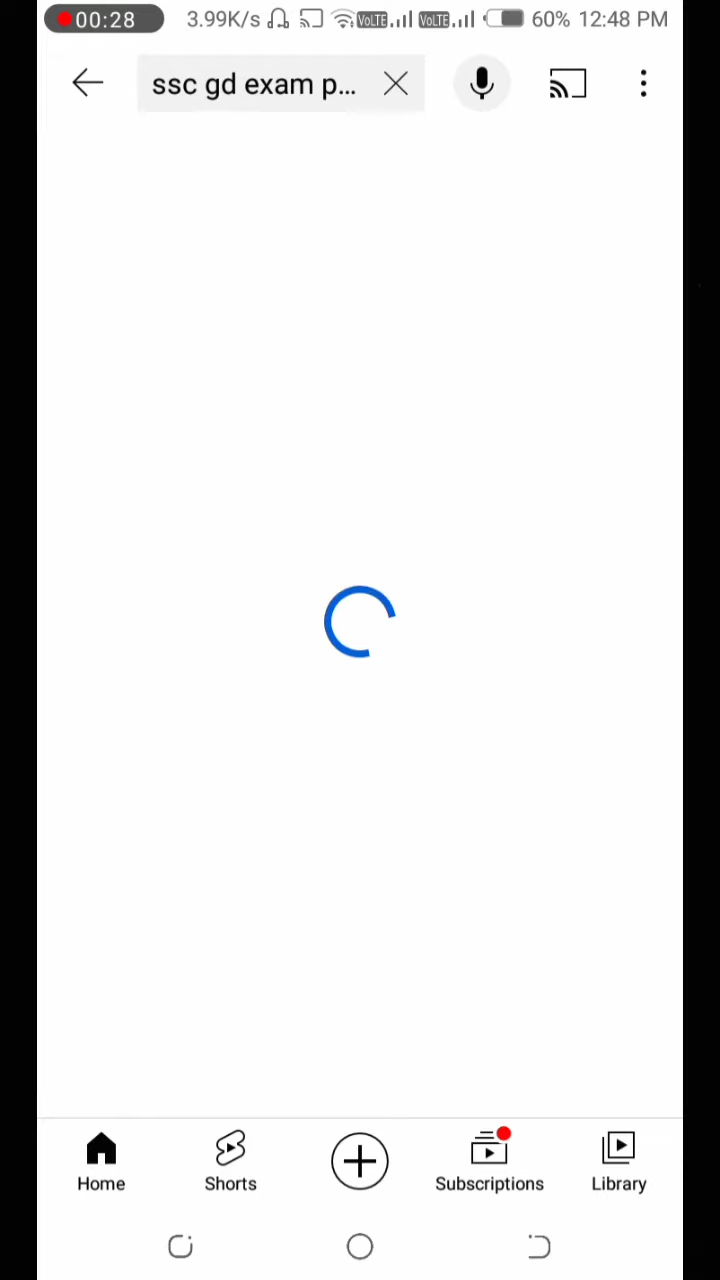 00:28 3.99K/s VoLTE VoLTE 60% 12:48 PM
ssc gd exam p...
Home Shorts Subscriptions Library